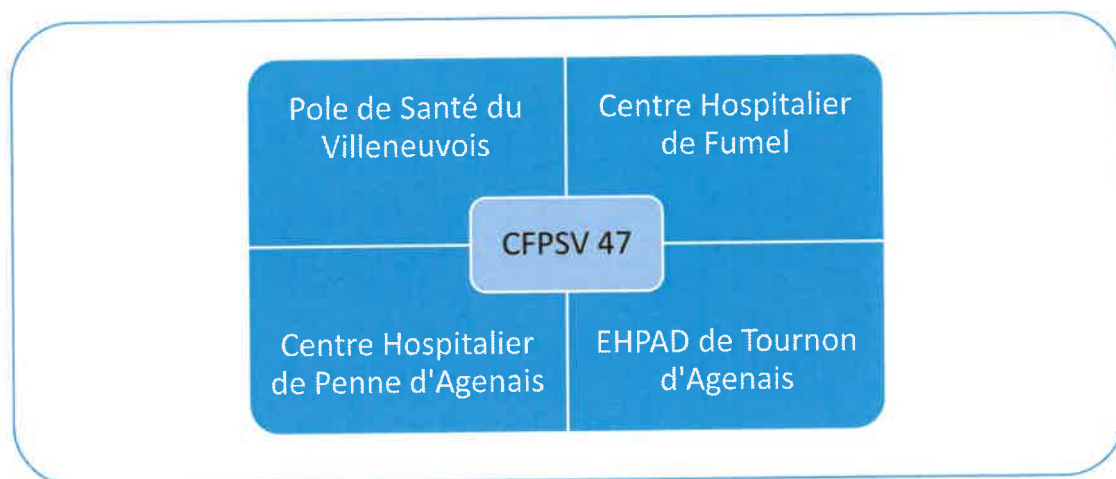 Pole de Santé du
Villeneuvois
Centre Hospitalier
de Fumel
CFPSV 47
Centre Hospitalier
de Penne d'Agenais
EHPAD de Tournon
d'Agenais